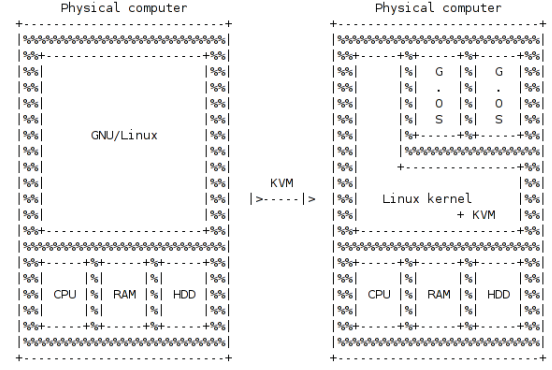 Physical computer
GNU/Linux
CPU RAM HDD
KVM
|>-----|>
Physical computer
G G
. .
O O
S S
Linux kernel
+ KVM
CPU RAM HDD